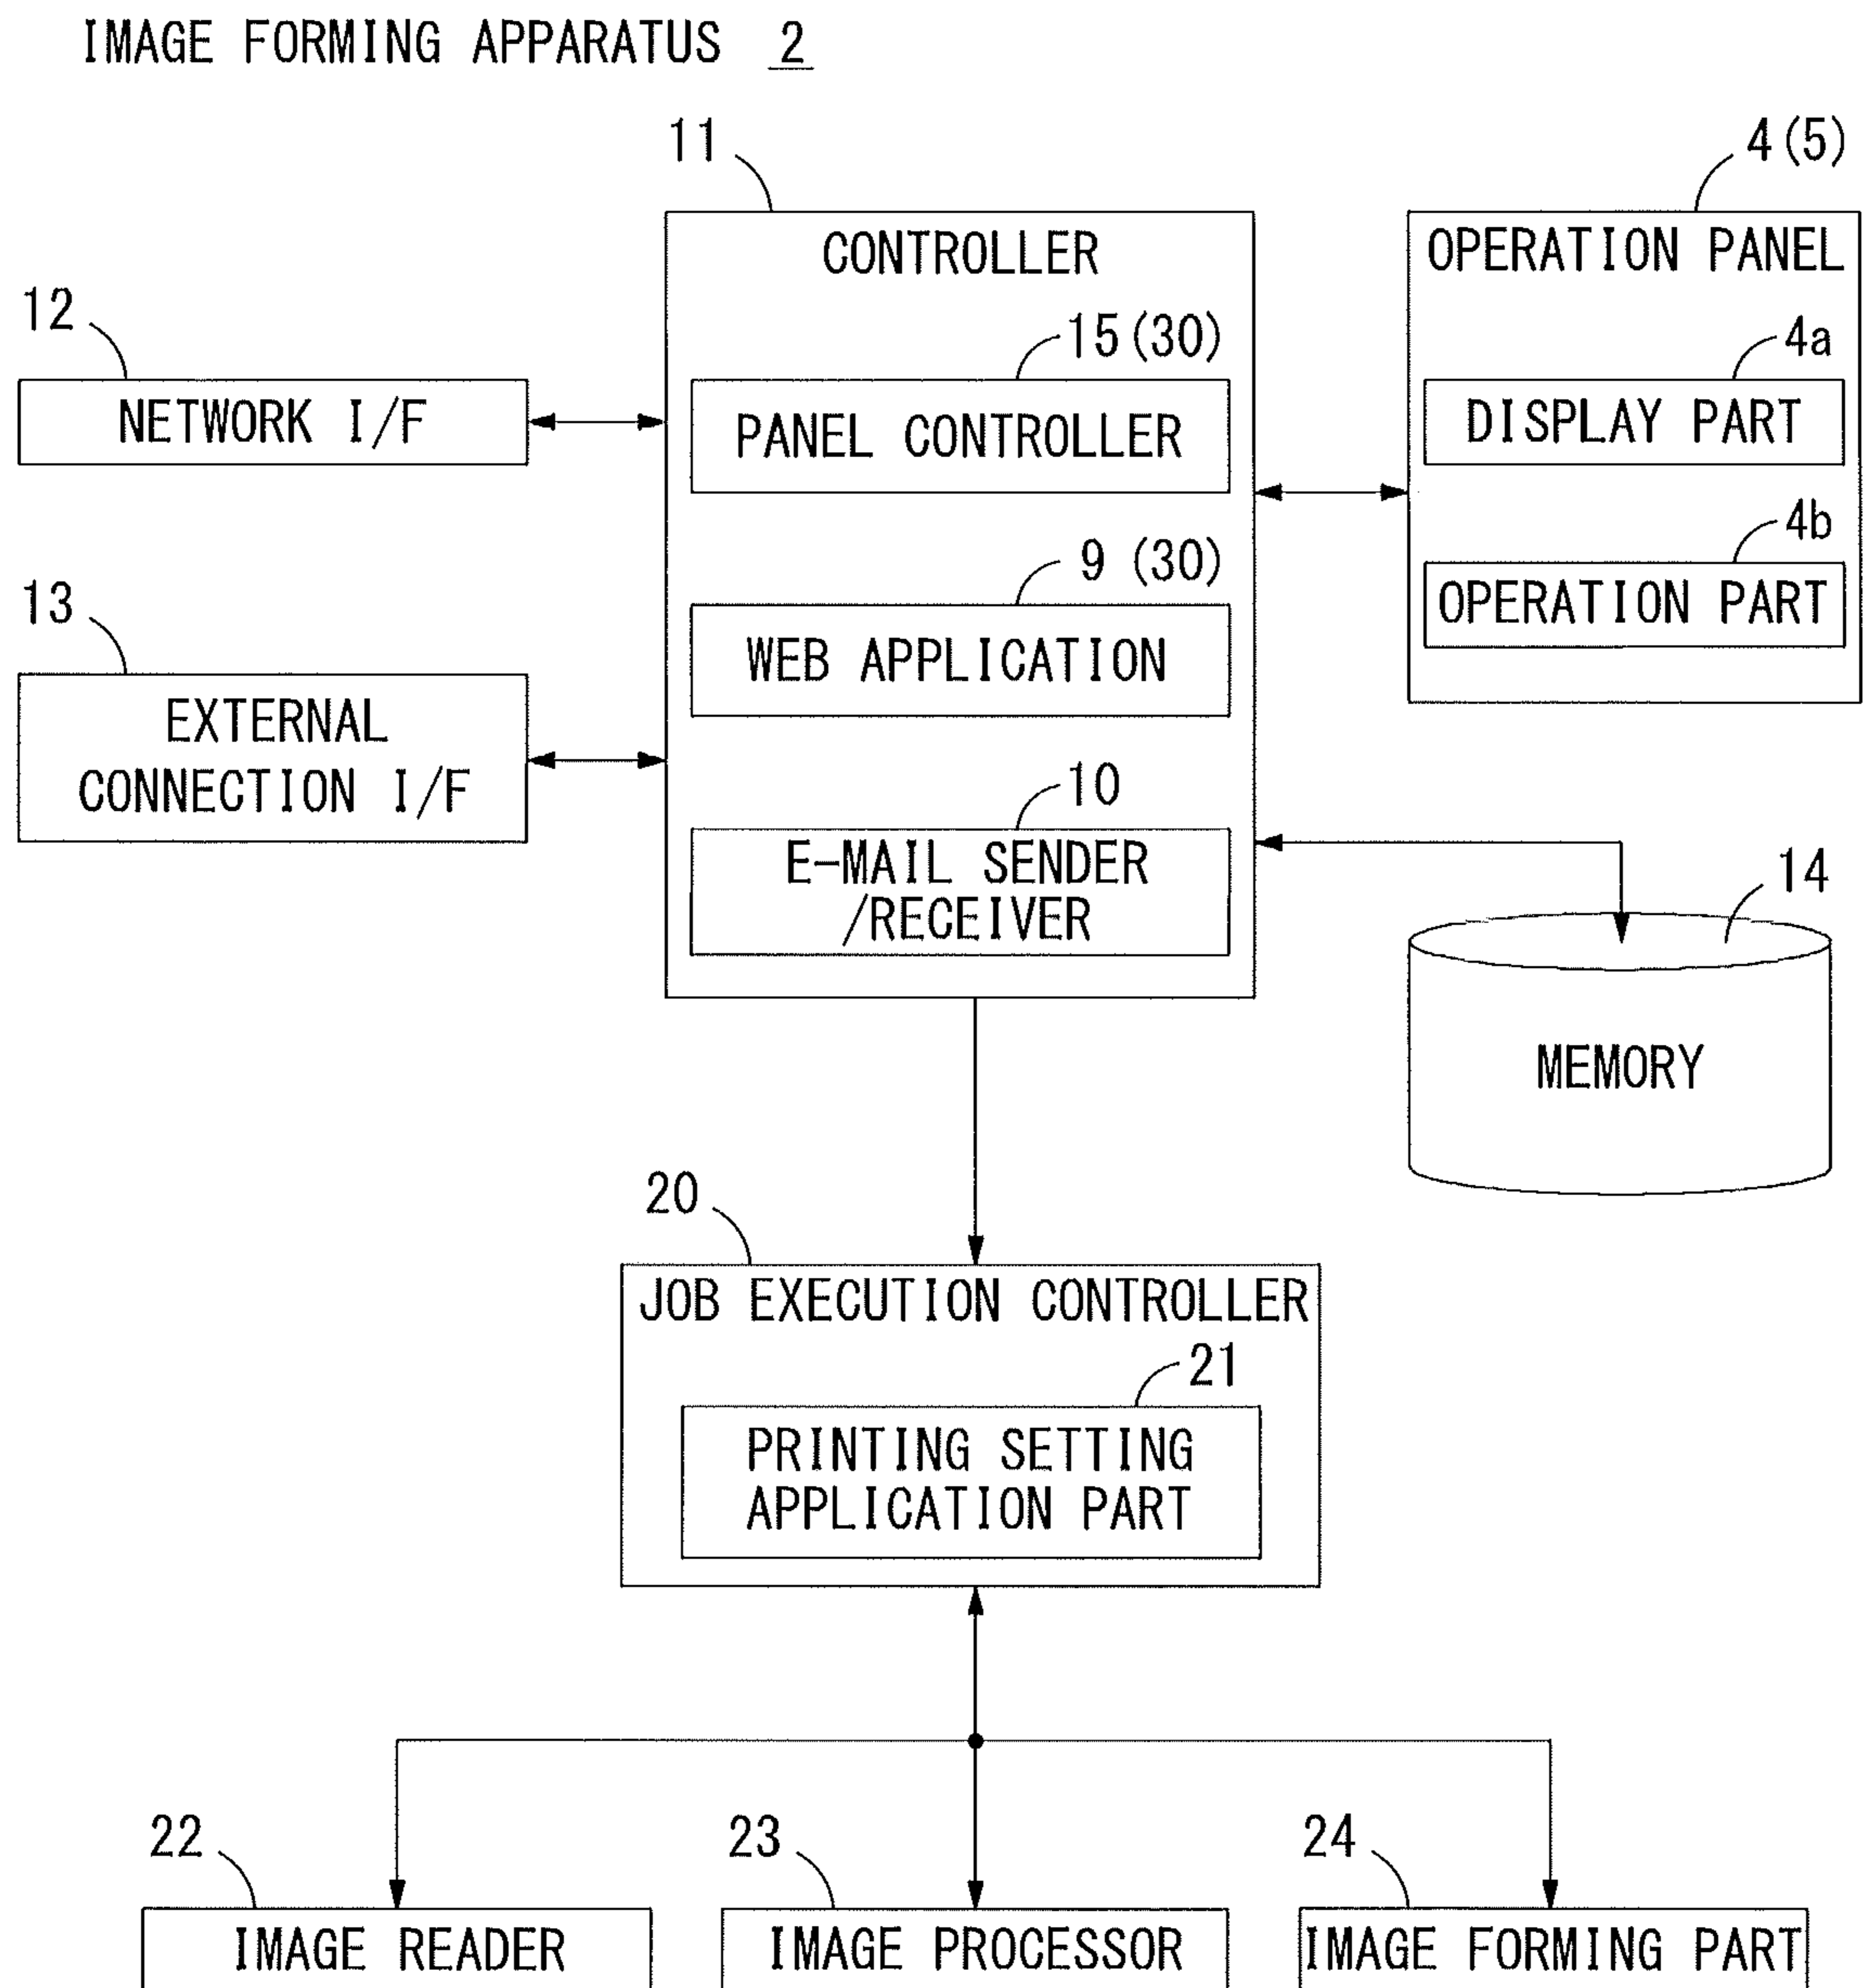 IMAGE FORMING APPARATUS 2
11
4(5)
CONTROLLER
OPERATION PANEL
12
15(30)
4a
NETWORK I/F
PANEL CONTROLLER
DISPLAY PART
4b
9 (30)
13
OPERATION PART
WEB APPLICATION
EXTERNAL
CONNECTION I/F
10
E-MAIL SENDER
/RECEIVER
14
MEMORY
20
JOB EXECUTION CONTROLLER
21
PRINTING SETTING
APPLICATION PART
22
23
24
IMAGE READER
IMAGE PROCESSOR
IMAGE FORMING PART